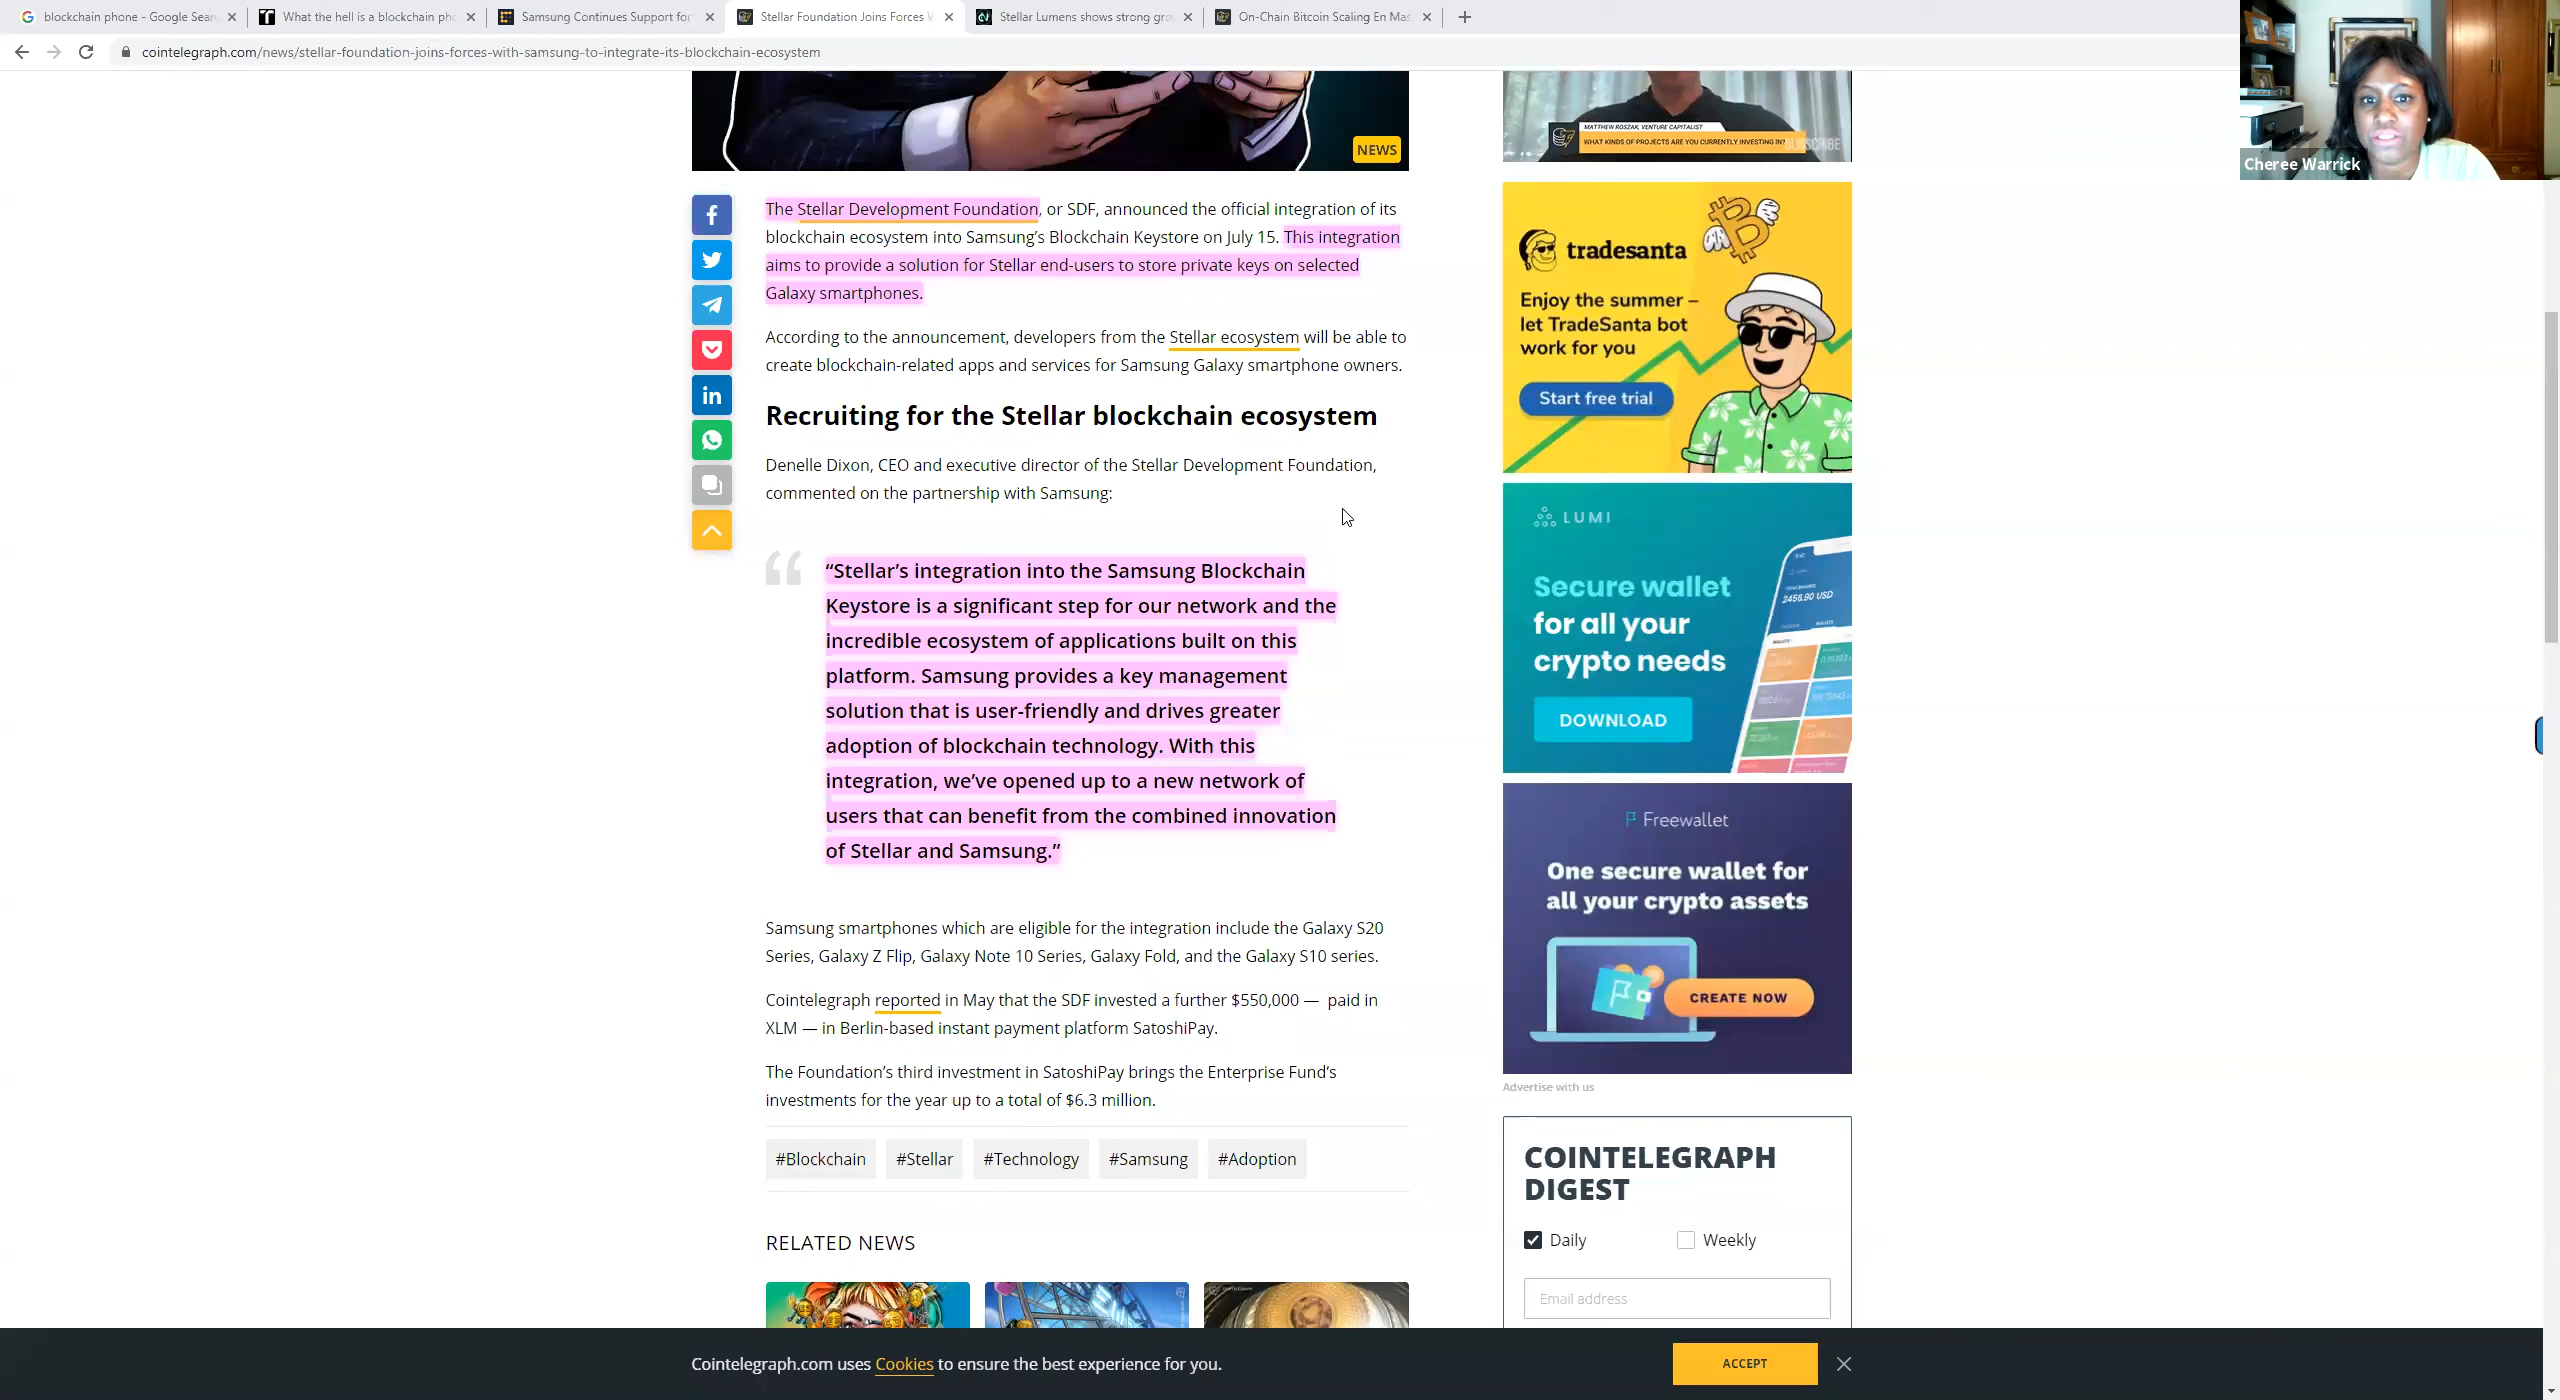 blockchain phone - Google Sear
What the hell is a blockchain pho
Samsung Continues Support for
Stellar Foundation Joins Forces W
Stellar Lumens shows strong gro
On-Chain Bitcoin Scaling En Mas
cointelegraph.com/news/stellar-foundation-joins-forces-with-samsung-to-integrate-its-blockchain-ecosystem
Cheree Warrick
NEWS
MATTHEW ROSZAK, VENTURE CAPITALIST
WHAT KINDS OF PROJECTS ARE YOU CURRENTLY INVESTING IN?
SUBSCRIBE
The Stellar Development Foundation, or SDF, announced the official integration of its
blockchain ecosystem into Samsung’s Blockchain Keystore on July 15. This integration
aims to provide a solution for Stellar end-users to store private keys on selected
Galaxy smartphones.
According to the announcement, developers from the Stellar ecosystem will be able to
create blockchain-related apps and services for Samsung Galaxy smartphone owners.
Recruiting for the Stellar blockchain ecosystem
Denelle Dixon, CEO and executive director of the Stellar Development Foundation,
commented on the partnership with Samsung:
“Stellar’s integration into the Samsung Blockchain
Keystore is a significant step for our network and the
incredible ecosystem of applications built on this
platform. Samsung provides a key management
solution that is user-friendly and drives greater
adoption of blockchain technology. With this
integration, we’ve opened up to a new network of
users that can benefit from the combined innovation
of Stellar and Samsung.”
Samsung smartphones which are eligible for the integration include the Galaxy S20
Series, Galaxy Z Flip, Galaxy Note 10 Series, Galaxy Fold, and the Galaxy S10 series.
Cointelegraph reported in May that the SDF invested a further $550,000 — paid in
XLM — in Berlin-based instant payment platform SatoshiPay.
The Foundation’s third investment in SatoshiPay brings the Enterprise Fund’s
investments for the year up to a total of $6.3 million.
#Blockchain #Stellar #Technology #Samsung #Adoption
RELATED NEWS
tradesanta
Enjoy the summer –
let TradeSanta bot
work for you
Start free trial
LUMI
Secure wallet
for all your
crypto needs
DOWNLOAD
2456.90 USD
Freewallet
One secure wallet for
all your crypto assets
CREATE NOW
Advertise with us
COINTELEGRAPH
DIGEST
Daily
Weekly
Email address
Cointelegraph.com uses Cookies to ensure the best experience for you.
ACCEPT